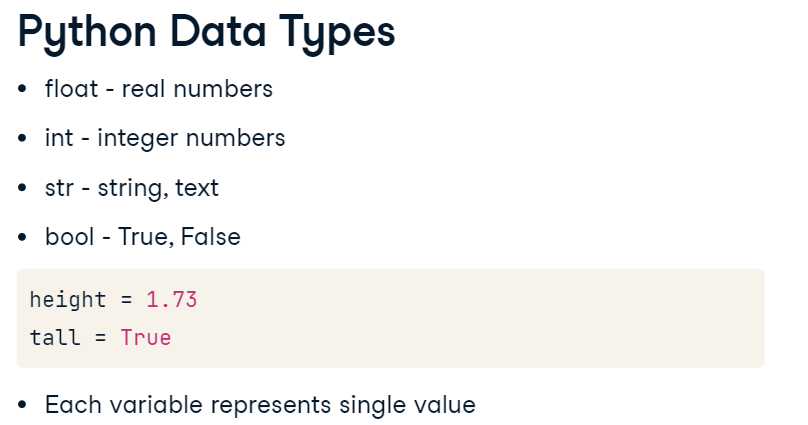 Python Data Types
• float - real numbers
• int - integer numbers
• str - string, text
• bool - True, False
height = 1.73
tall = True
• Each variable represents single value